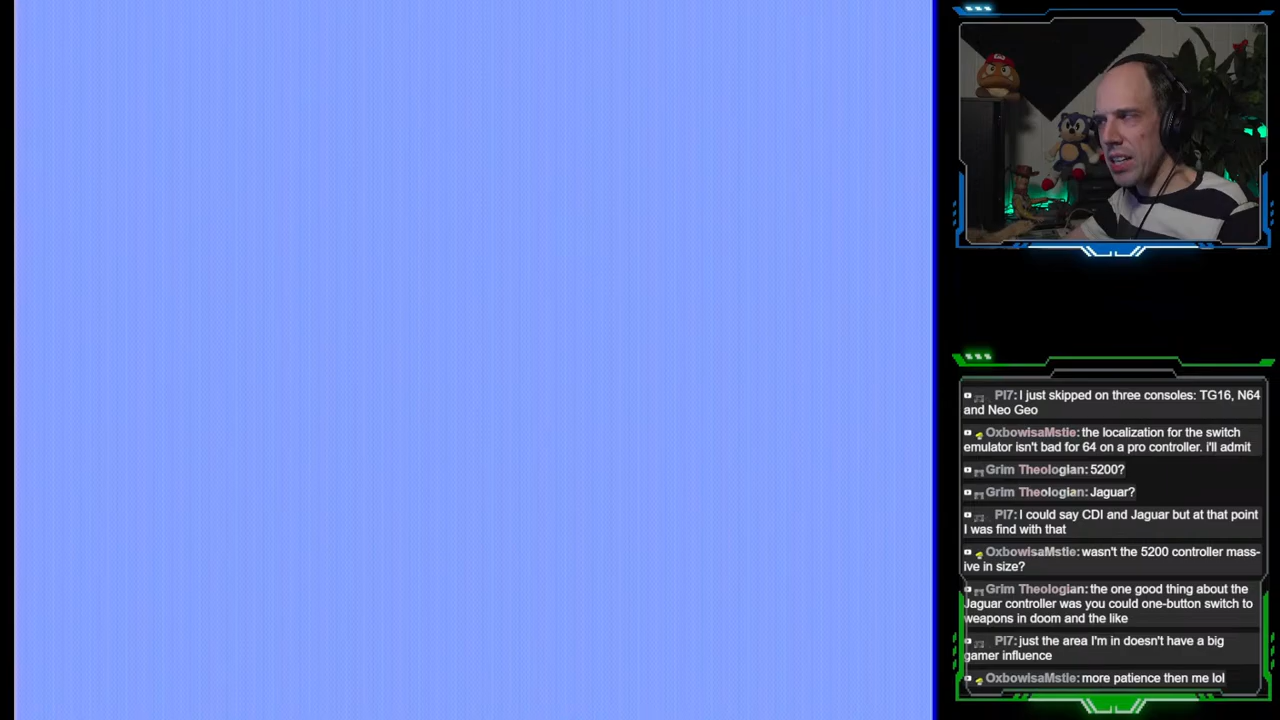 PI7: I just skipped on three consoles: TG16, N64
and Neo Geo
OxbowisaMstie: the localization for the switch
emulator isn't bad for 64 on a pro controller. i'll admit
Grim Theologian: 5200?
Grim Theologian: Jaguar?
PI7: I could say CDI and Jaguar but at that point
I was find with that
OxbowisaMstie: wasn't the 5200 controller mass-
ive in size?
Grim Theologian: the one good thing about the
Jaguar controller was you could one-button switch to
weapons in doom and the like
PI7: just the area I'm in doesn't have a big
gamer influence
OxbowisaMstie: more patience then me lol